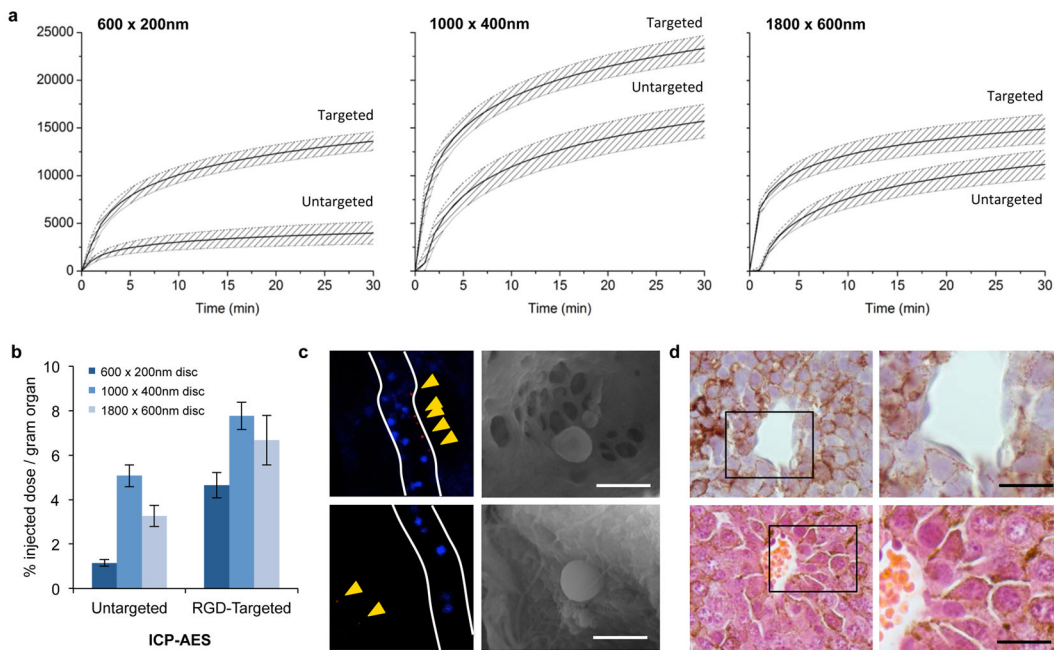 a
600 x 200nm
1000 x 400nm
1800 x 600nm
25000
20000
15000
10000
5000
0
Targeted
Untargeted
Targeted
Untargeted
Targeted
Untargeted
0 5 10 15 20 25 30
0 5 10 15 20 25 30
0 5 10 15 20 25 30
Time (min)
Time (min)
Time (min)
b
% injected dose / gram organ
10
8
6
4
2
0
600 x 200nm disc
1000 x 400nm disc
1800 x 600nm disc
Untargeted
RGD-Targeted
ICP-AES
c
d